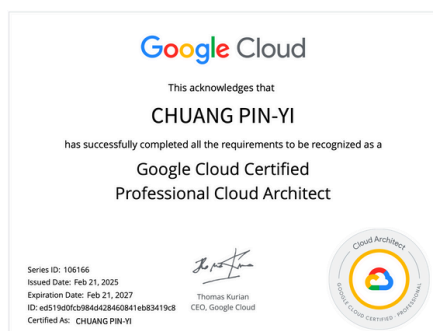 Google Cloud
This acknowledges that
CHUANG PIN-YI
has successfully completed all the requirements to be recognized as a
Google Cloud Certified
Professional Cloud Architect
Series ID: 106166
Issued Date: Feb 21, 2025
Expiration Date: Feb 21, 2027
ID: ed519d0fcb984d428460841eb83419c8
Certified As: CHUANG PIN-YI
Thomas Kurian
CEO, Google Cloud
Cloud Architect
GOOGLE CLOUD CERTIFIED · PROFESSIONAL